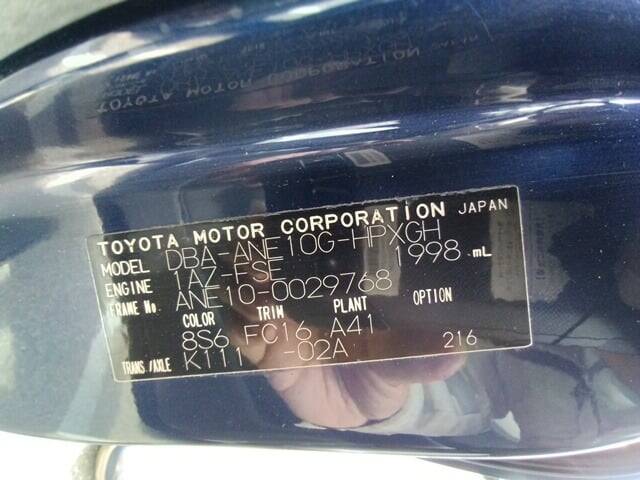 TOYOTA MOTOR CORPORATION JAPAN
MODEL DBA-ANE10G-HPXGH
ENGINE 1AZ-FSE 1998 mL
FRAME No. ANE10-0029768
COLOR TRIM PLANT OPTION
8S6 FC16 A41
TRANS./AXLE K111 -02A 216